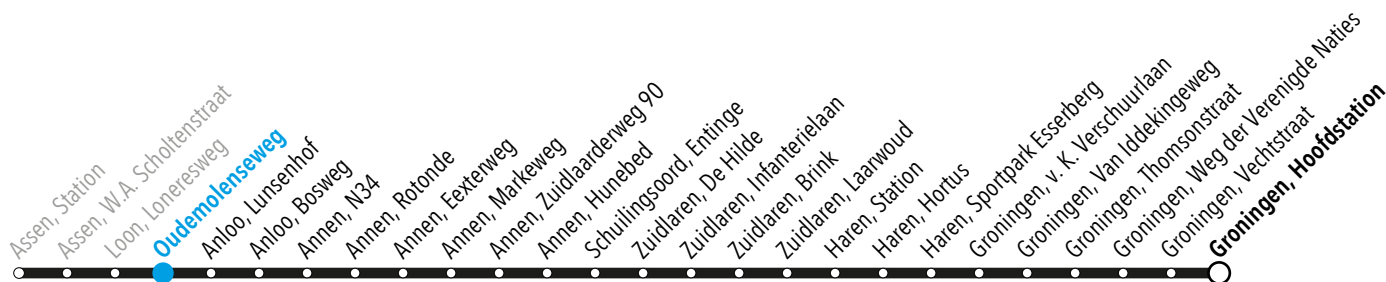 Assen, Station
Assen, W.A. Scholtenstraat
Loon, Loneresweg
Oudemolenseweg
Anloo, Lunsenhof
Anloo, Bosweg
Annen, N34
Annen, Rotonde
Annen, Eextenweg
Annen, Markeweg
Annen, Zuidlaarderweg 90
Annen, Hunebed
Schuilingsoord, Entinge
Zuidlaren, De Hilde
Zuidlaren, Infanterielaan
Zuidlaren, Brink
Zuidlaren, Laarwoud
Haren, Station
Haren, Hortus
Haren, Sportpark Esserberg
Groningen, v. K. Verschuurlaan
Groningen, Van Iddekingeweg
Groningen, Thomsonstraat
Groningen, Weg der Verenigde Naties
Groningen, Vechtstraat
Groningen, Hoofdstation